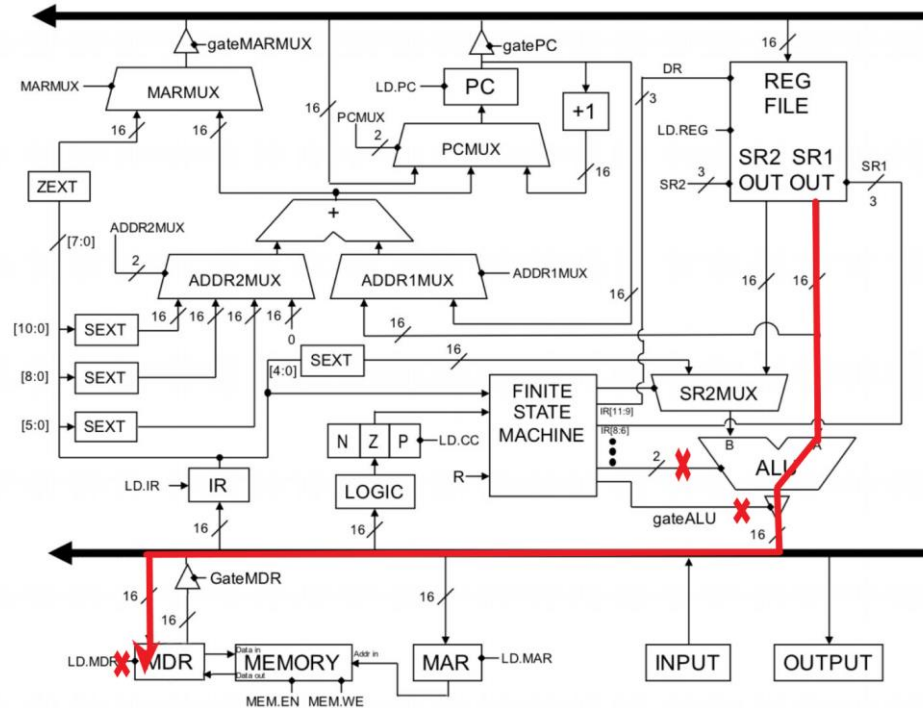 gateMARMUX
gatePC
16
MARMUX
MARMUX
LD.PC
PC
+1
DR
3
REG
FILE
LD.REG
16
16
16
PCMUX
2
PCMUX
16
ZEXT
SR2
3
SR2
OUT
SR1
OUT
SR1
3
+
[7:0]
ADDR2MUX
2
ADDR2MUX
ADDR1MUX
ADDR1MUX
16
16
16
16
16
16
16
0
16
[10:0]
SEXT
[8:0]
SEXT
[5:0]
SEXT
[4:0]
SEXT
16
FINITE
STATE
MACHINE
SR2MUX
IR[11:9]
IR[8:6]
N Z P
LD.CC
B
A
ALU
2
R
LD.IR
IR
LOGIC
gateALU
16
16
16
GateMDR
16
16
16
LD.MDR
MDR
Data in
Data out
MEMORY
Addr in
MAR
LD.MAR
INPUT
OUTPUT
MEM.EN
MEM.WE